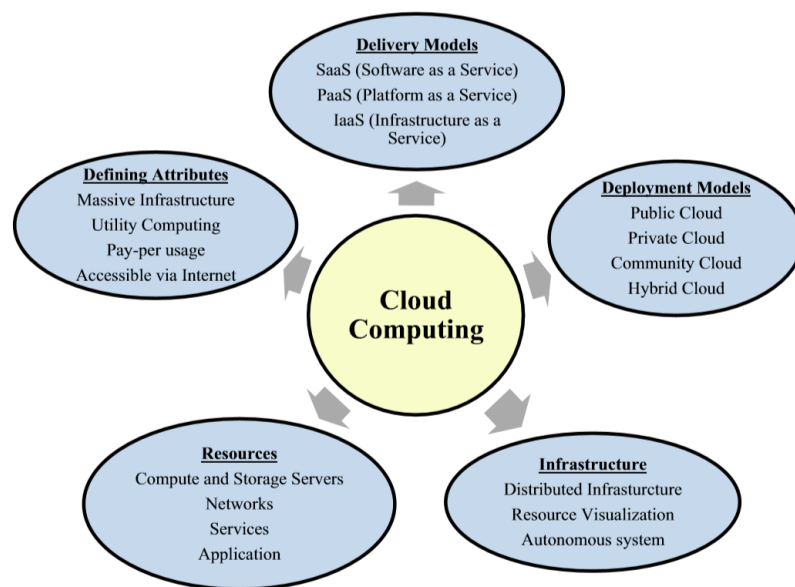 Delivery Models
SaaS (Software as a Service)
PaaS (Platform as a Service)
IaaS (Infrastructure as a
Service)
Defining Attributes
Massive Infrastructure
Utility Computing
Pay-per usage
Accessible via Internet
Deployment Models
Public Cloud
Private Cloud
Community Cloud
Hybrid Cloud
Cloud
Computing
Resources
Compute and Storage Servers
Networks
Services
Application
Infrastructure
Distributed Infrasturcture
Resource Visualization
Autonomous system